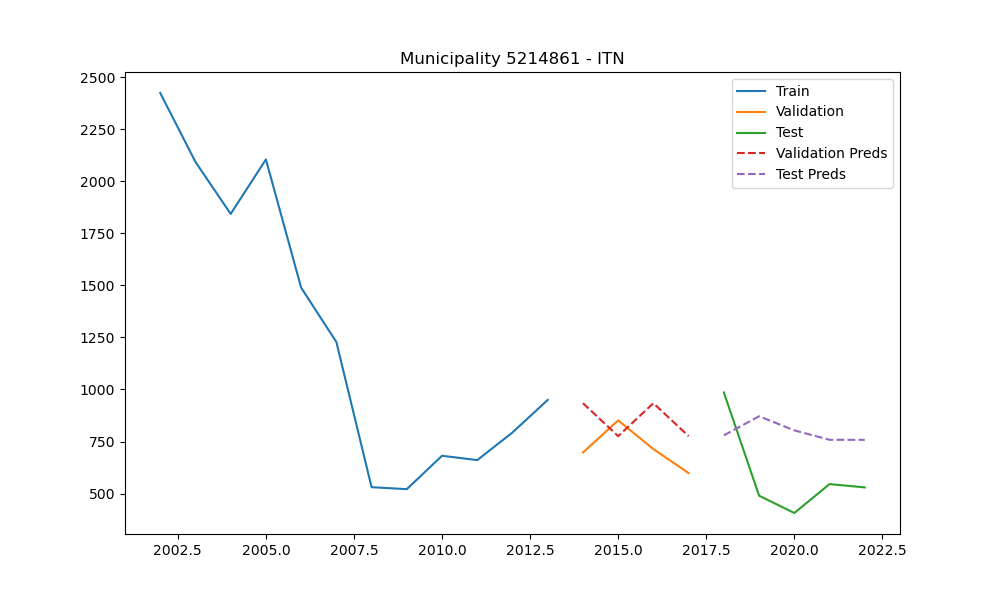 Municipality 5214861 - ITN
2500
2250
2000
1750
1500
1250
1000
750
500
Train
Validation
Test
Validation Preds
Test Preds
2002.5 2005.0 2007.5 2010.0 2012.5 2015.0 2017.5 2020.0 2022.5